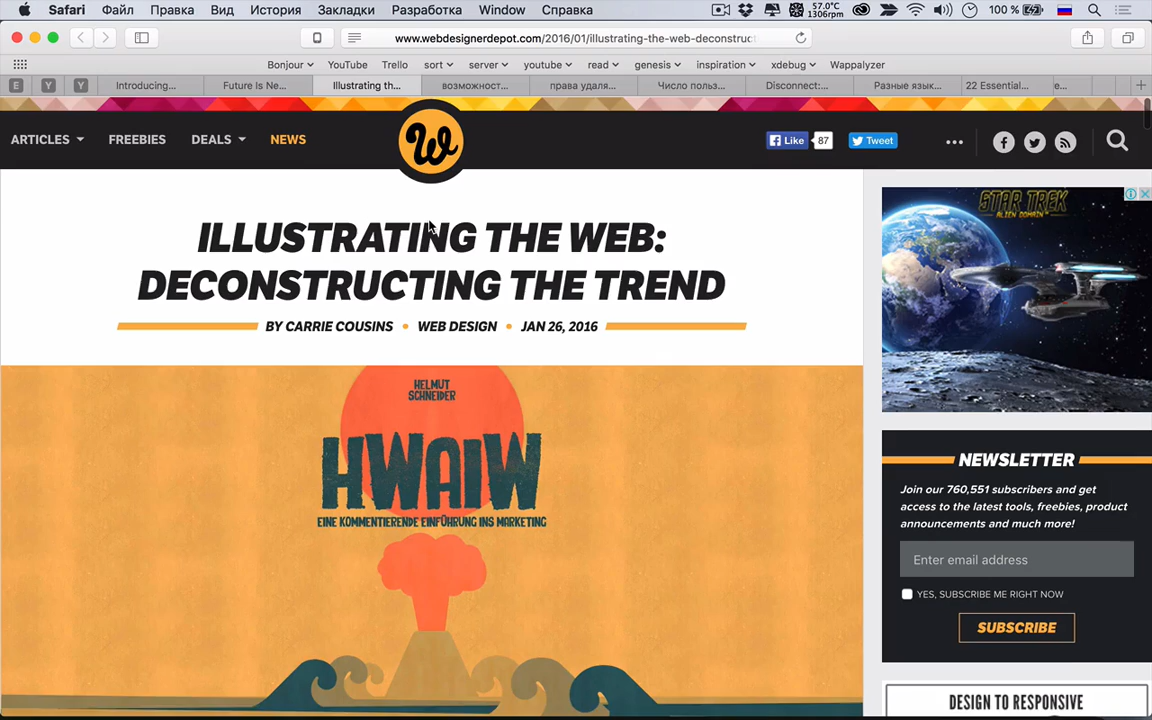 Safari Файл Правка Вид История Закладки Разработка Window Справка 57.0°C 1306rpm 100 %
www.webdesignerdepot.com/2016/01/illustrating-the-web-deconstruc
Bonjour YouTube Trello sort server youtube read genesis inspiration xdebug Wappalyzer
E Y Y Introducing... Future Is Ne... Illustrating th... возможност... права удаля... Число польз... Disconnect:... Разные язык... 22 Essential... е...
ARTICLES FREEBIES DEALS NEWS W Like 87 Tweet
STAR TREK
ALIEN DOMAIN
ILLUSTRATING THE WEB:
DECONSTRUCTING THE TREND
BY CARRIE COUSINS • WEB DESIGN • JAN 26, 2016
HELMUT
SCHNEIDER
HWAIW
EINE KOMMENTIERENDE EINFÜHRUNG INS MARKETING
NEWSLETTER
Join our 760,551 subscribers and get
access to the latest tools, freebies, product
announcements and much more!
Enter email address
YES, SUBSCRIBE ME RIGHT NOW
SUBSCRIBE
DESIGN TO RESPONSIVE